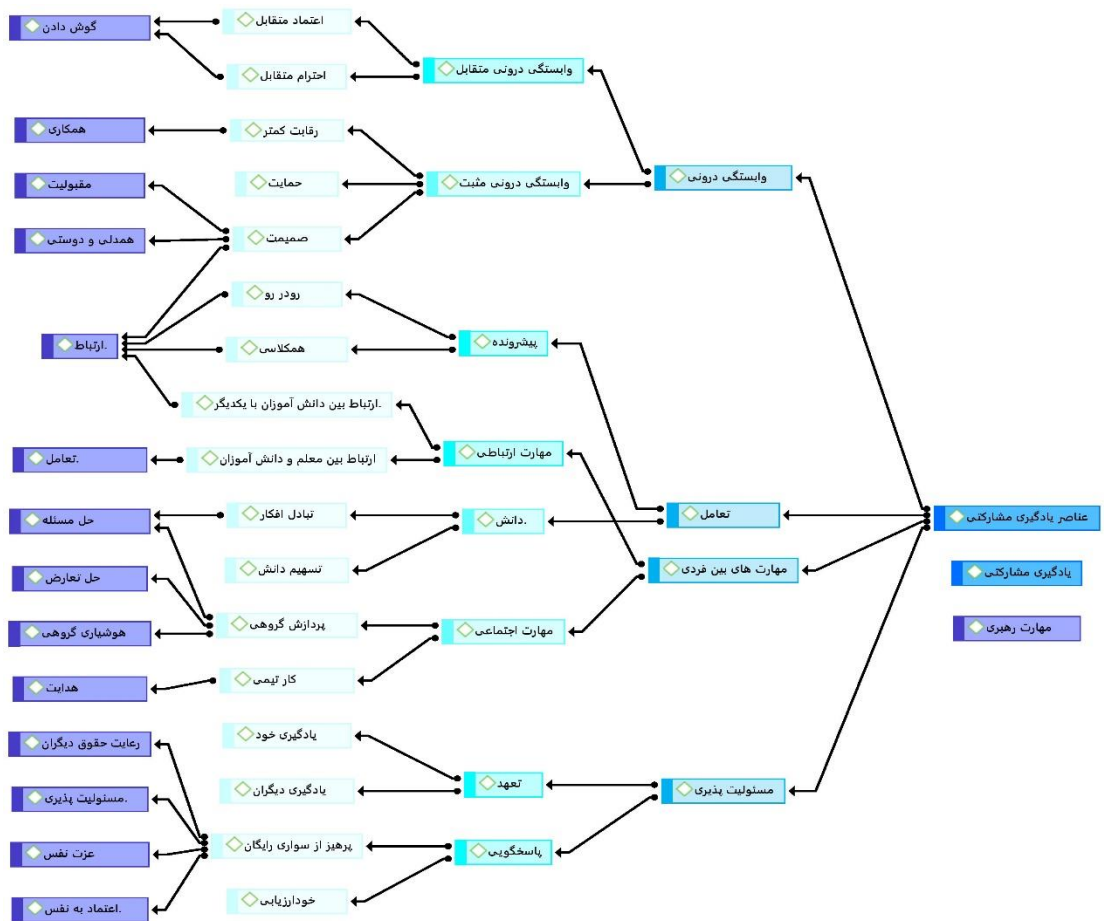 گوش دادن
اعتماد متقابل
احترام متقابل
وابستگی درونی متقابل
همکاری
رقابت کمتر
مقبولیت
حمایت
وابستگی درونی مثبت
وابستگی درونی
همدلی و دوستی
صمیمت
رودر رو
.ارتباط
همکلاسی
پیشرونده
.ارتباط بین دانش آموزان با یکدیگر
.تعامل
ارتباط بین معلم و دانش آموزان
مهارت ارتباطی
حل مسئله
تبادل افکار
.دانش
تعامل
عناصر یادگیری مشارکتی
حل تعارض
تسهیم دانش
مهارت های بین فردی
یادگیری مشارکتی
هوشیاری گروهی
پردازش گروهی
مهارت اجتماعی
مهارت رهبری
هدایت
کار تیمی
رعایت حقوق دیگران
یادگیری خود
.مسئولیت پذیری
یادگیری دیگران
تعهد
مسئولیت پذیری
عزت نفس
پرهیز از سواری رایگان
پاسخگویی
.اعتماد به نفس
خودارزیابی